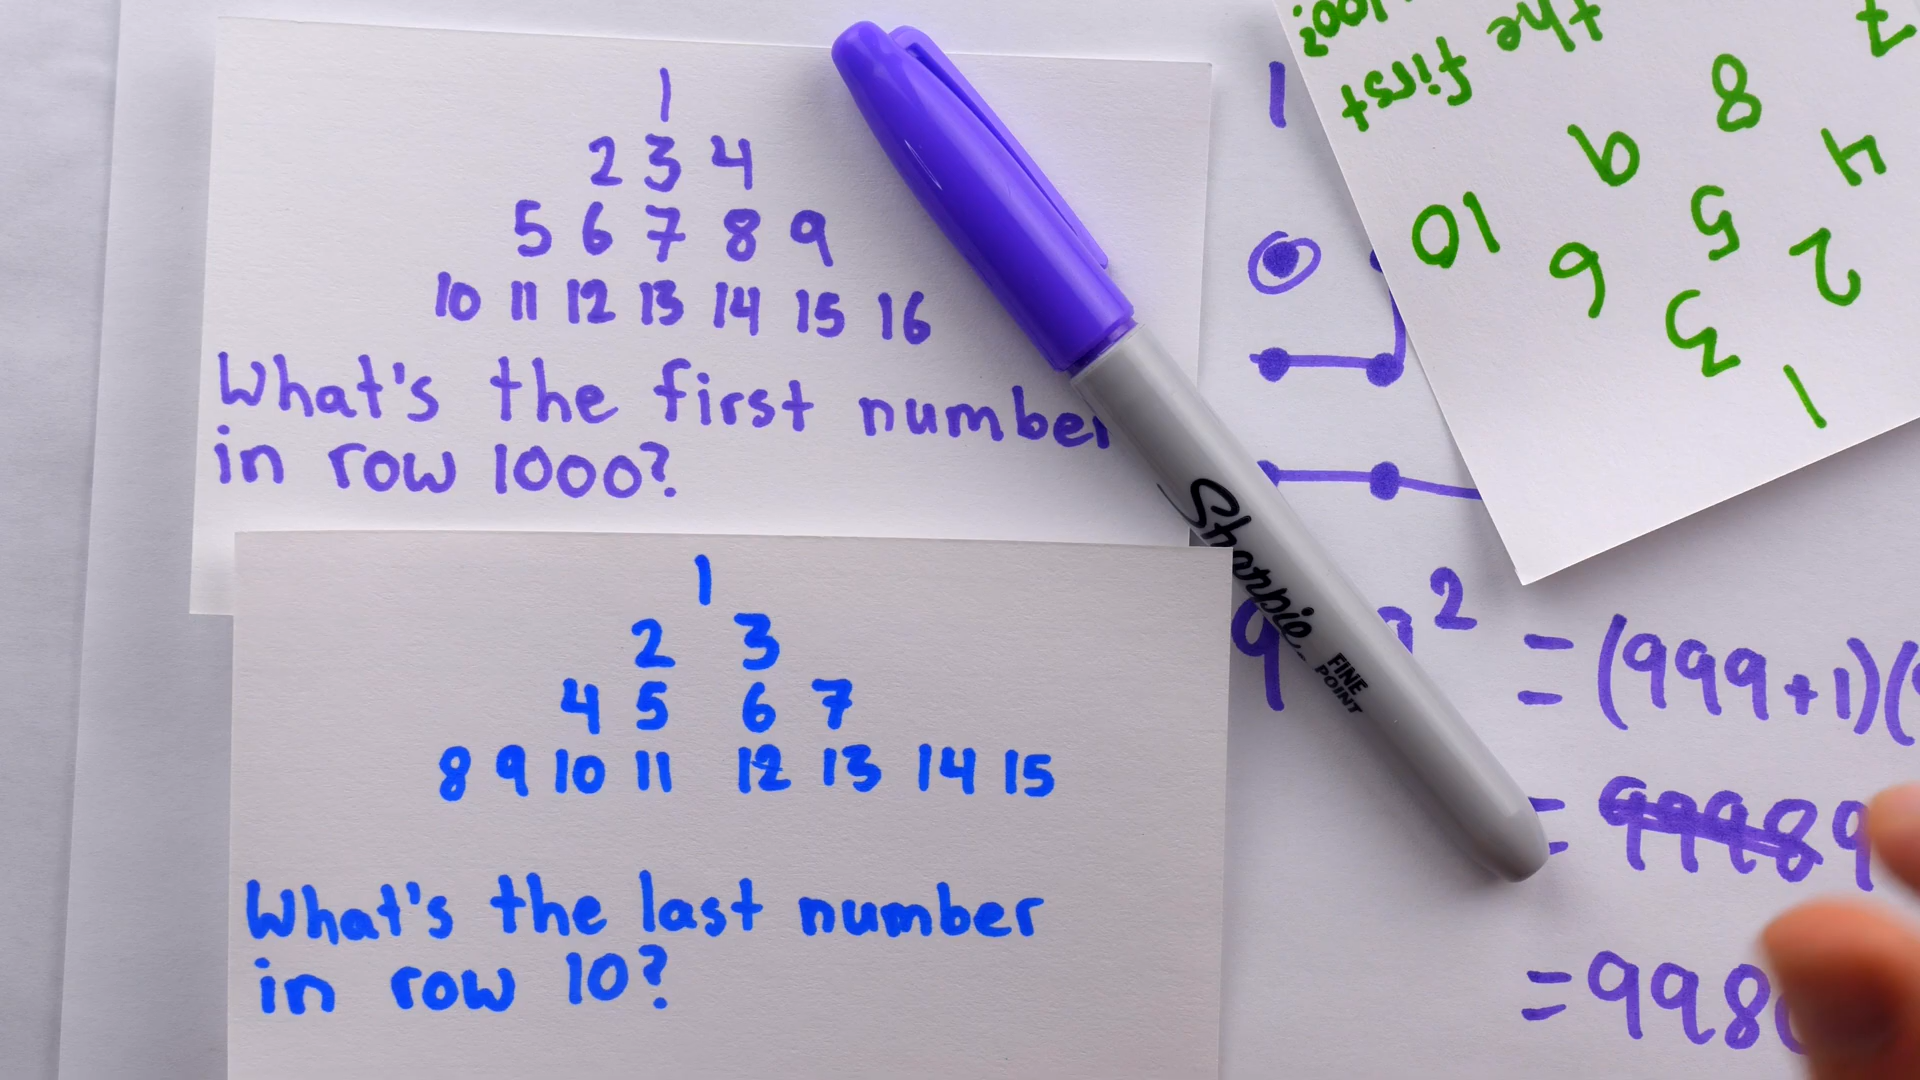 1
2 3 4
5 6 7 8 9
10 11 12 13 14 15 16
What's the first number
in row 1000?
1
2 3
4 5 6 7
8 9 10 11 12 13 14 15
What's the last number
in row 10?
Sharpie
FINE
POINT
1
2
= (999+1)(
=
= 998
1
2 3
4 5 6
7 8 9 10
the first